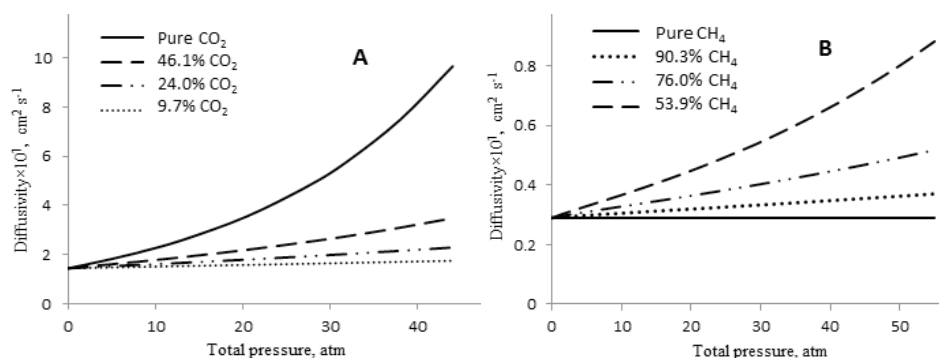 Pure CO₂
46.1% CO₂
24.0% CO₂
9.7% CO₂
A
Diffusivity×10¹, cm² s⁻¹
10
8
6
4
2
0
0 10 20 30 40
Total pressure, atm
Pure CH₄
90.3% CH₄
76.0% CH₄
53.9% CH₄
B
Diffusivity×10¹, cm² s⁻¹
0.8
0.6
0.4
0.2
0
0 10 20 30 40 50
Total pressure, atm